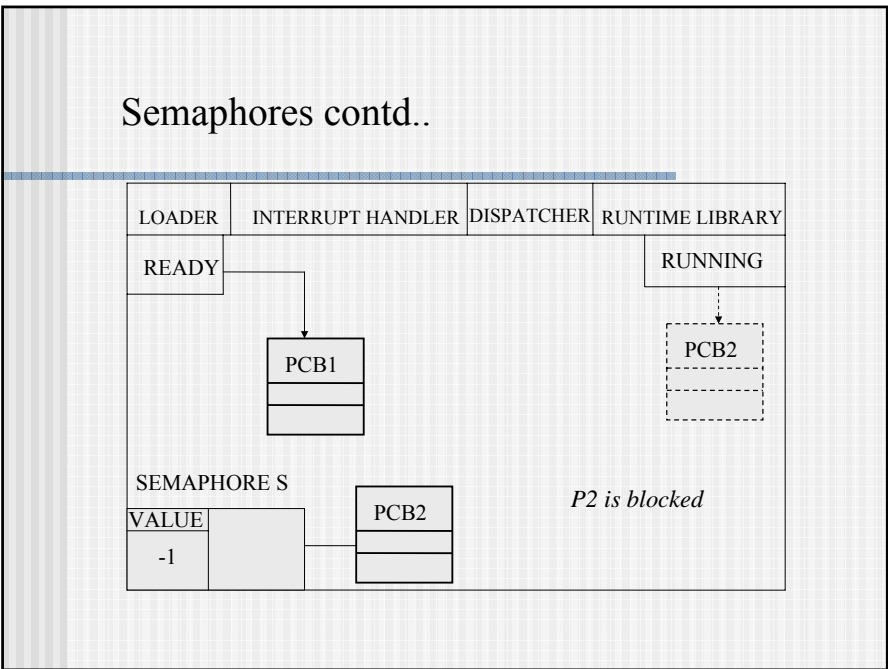 Semaphores contd..
LOADER INTERRUPT HANDLER DISPATCHER RUNTIME LIBRARY
READY RUNNING
PCB1 PCB2
SEMAPHORE S
VALUE PCB2 P2 is blocked
-1